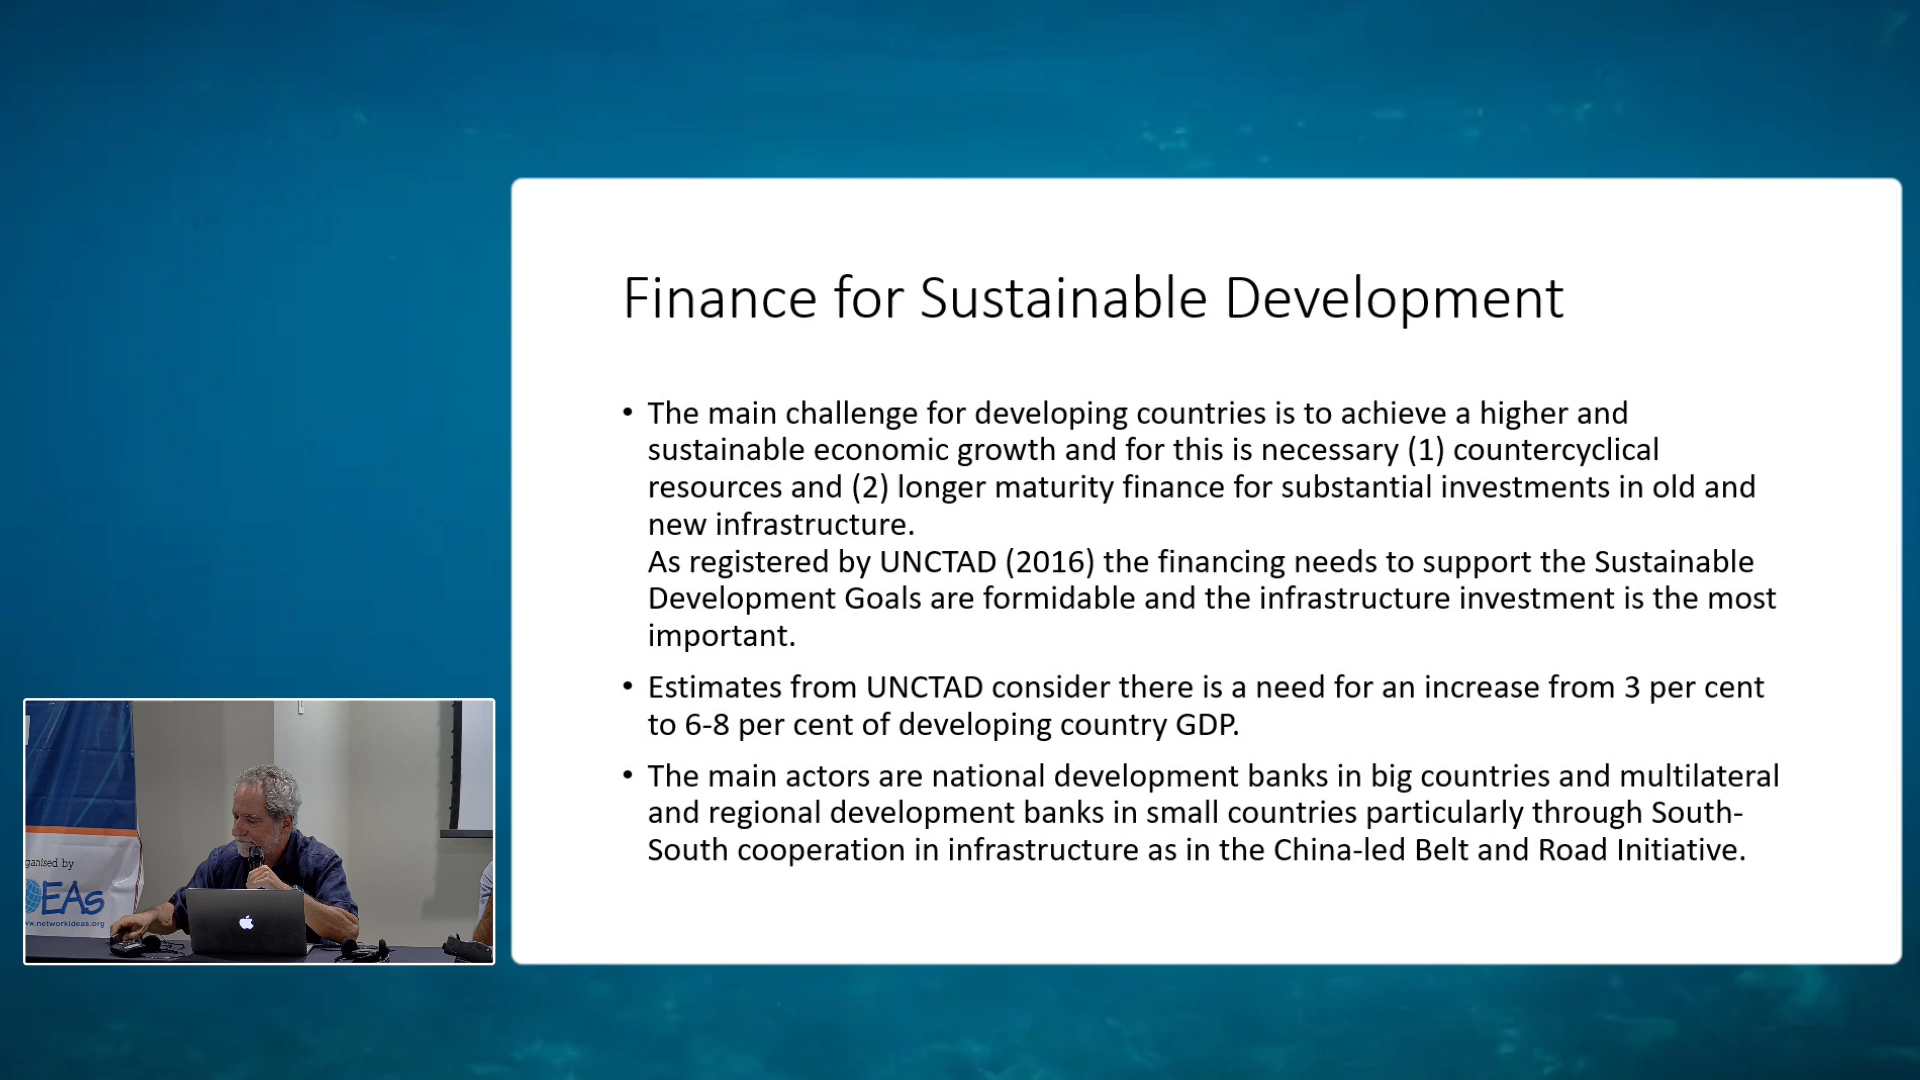 Finance for Sustainable Development
• The main challenge for developing countries is to achieve a higher and
sustainable economic growth and for this is necessary (1) countercyclical
resources and (2) longer maturity finance for substantial investments in old and
new infrastructure.
As registered by UNCTAD (2016) the financing needs to support the Sustainable
Development Goals are formidable and the infrastructure investment is the most
important.
• Estimates from UNCTAD consider there is a need for an increase from 3 per cent
to 6-8 per cent of developing country GDP.
• The main actors are national development banks in big countries and multilateral
and regional development banks in small countries particularly through South-
South cooperation in infrastructure as in the China-led Belt and Road Initiative.
ganised by
EAs
w.networkideas.org